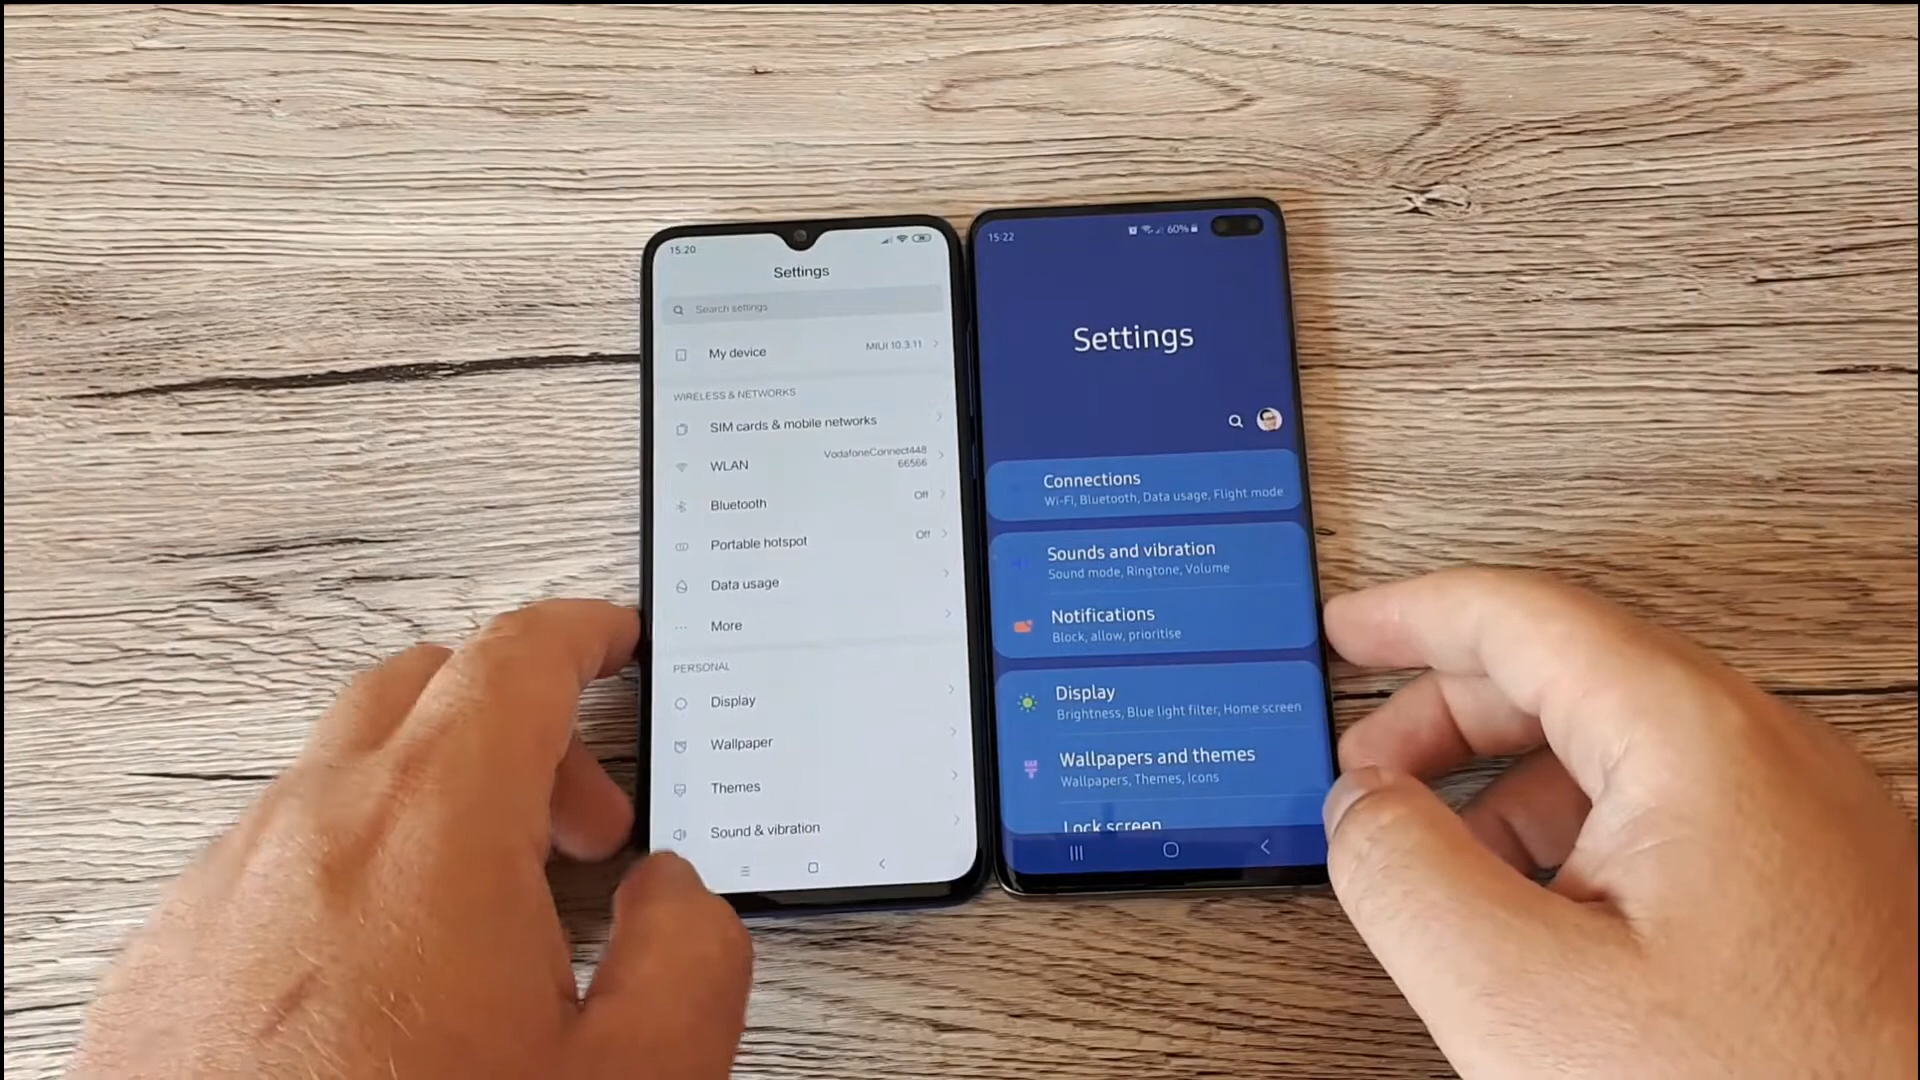 15:20
Settings
Search settings
My device
MIUI 10.3.11
WIRELESS & NETWORKS
SIM cards & mobile networks
WLAN
VodafoneConnect448
66566
Bluetooth
Off
Portable hotspot
Off
Data usage
More
PERSONAL
Display
Wallpaper
Themes
Sound & vibration
15:22
60%
Settings
Connections
Wi-Fi, Bluetooth, Data usage, Flight mode
Sounds and vibration
Sound mode, Ringtone, Volume
Notifications
Block, allow, prioritise
Display
Brightness, Blue light filter, Home screen
Wallpapers and themes
Wallpapers, Themes, Icons
Lock screen